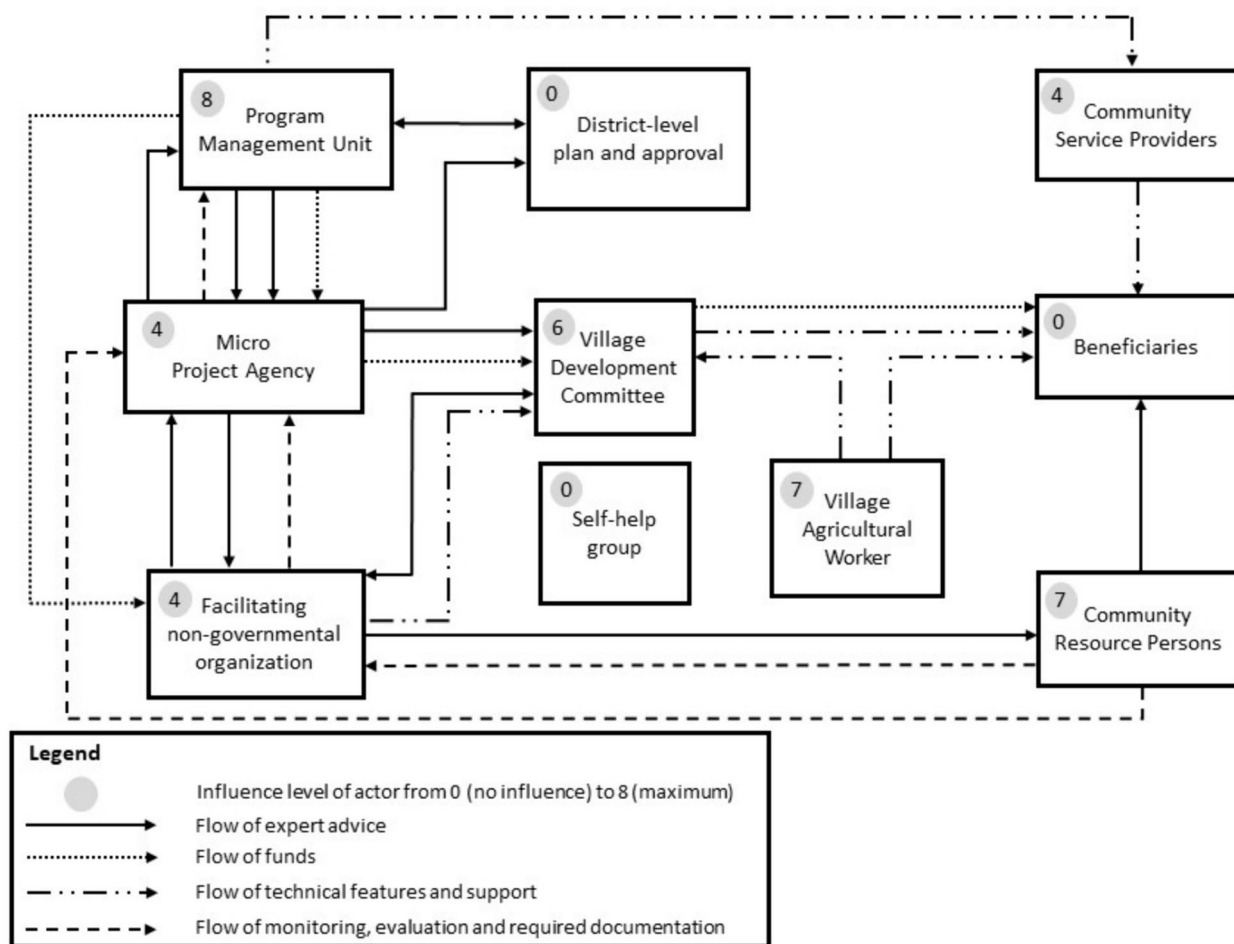 8
Program
Management Unit
0
District-level
plan and approval
4
Community
Service Providers
4
Micro
Project Agency
6
Village
Development
Committee
0
Beneficiaries
0
Self-help
group
7
Village
Agricultural
Worker
4
Facilitating
non-governmental
organization
7
Community
Resource Persons
Legend
Influence level of actor from 0 (no influence) to 8 (maximum)
Flow of expert advice
Flow of funds
Flow of technical features and support
Flow of monitoring, evaluation and required documentation